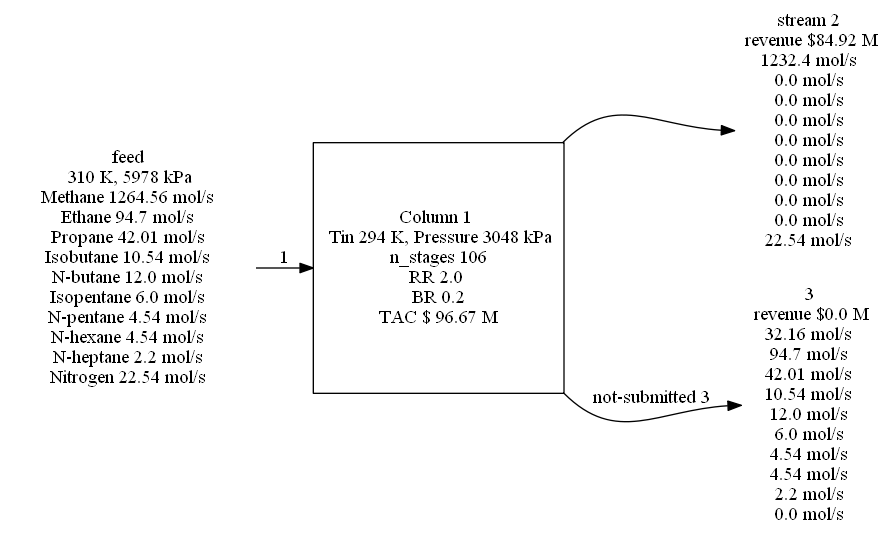 feed
310 K, 5978 kPa
Methane 1264.56 mol/s
Ethane 94.7 mol/s
Propane 42.01 mol/s
Isobutane 10.54 mol/s
N-butane 12.0 mol/s
Isopentane 6.0 mol/s
N-pentane 4.54 mol/s
N-hexane 4.54 mol/s
N-heptane 2.2 mol/s
Nitrogen 22.54 mol/s
1
Column 1
Tin 294 K, Pressure 3048 kPa
n_stages 106
RR 2.0
BR 0.2
TAC $ 96.67 M
stream 2
revenue $84.92 M
1232.4 mol/s
0.0 mol/s
0.0 mol/s
0.0 mol/s
0.0 mol/s
0.0 mol/s
0.0 mol/s
0.0 mol/s
0.0 mol/s
22.54 mol/s
not-submitted 3
3
revenue $0.0 M
32.16 mol/s
94.7 mol/s
42.01 mol/s
10.54 mol/s
12.0 mol/s
6.0 mol/s
4.54 mol/s
4.54 mol/s
2.2 mol/s
0.0 mol/s